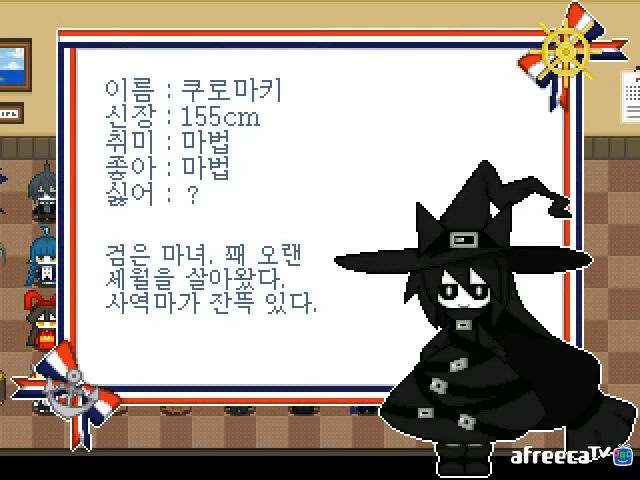 이름 : 쿠로마키
신장 : 155cm
취미 : 마법
좋아 : 마법
싫어 : ?
검은 마녀. 꽤 오랜
세월을 살아왔다.
사역마가 잔뜩 있다.
afreecaTV